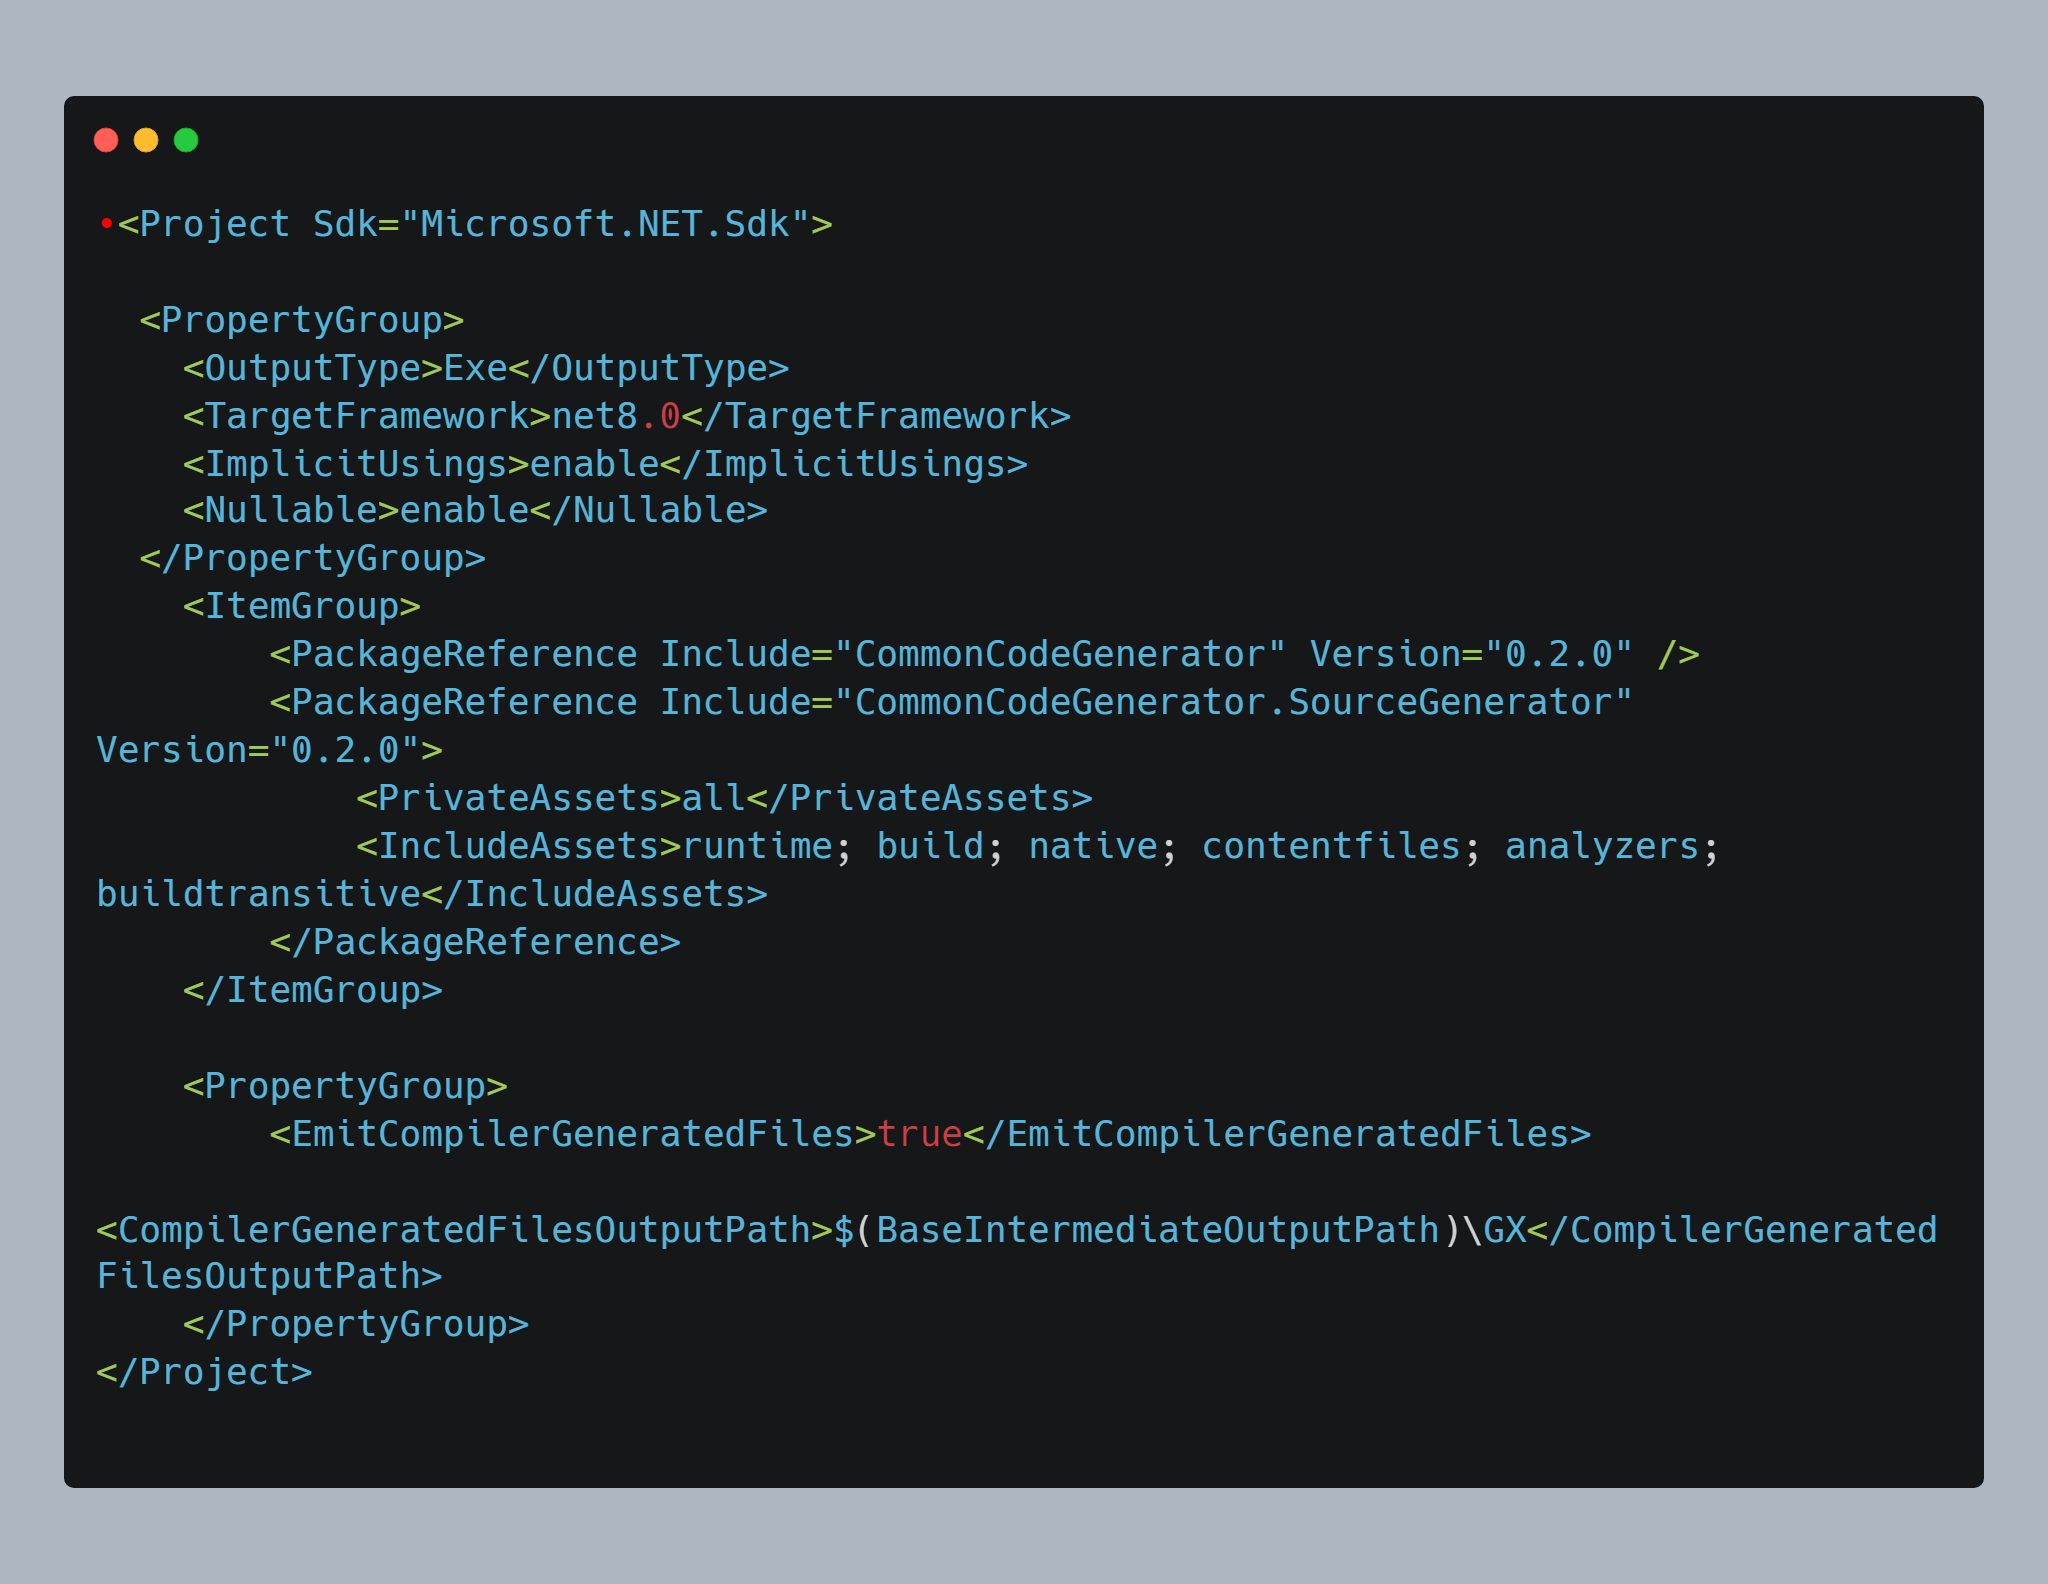 •<Project Sdk="Microsoft.NET.Sdk">

  <PropertyGroup>
    <OutputType>Exe</OutputType>
    <TargetFramework>net8.0</TargetFramework>
    <ImplicitUsings>enable</ImplicitUsings>
    <Nullable>enable</Nullable>
  </PropertyGroup>
    <ItemGroup>
        <PackageReference Include="CommonCodeGenerator" Version="0.2.0" />
        <PackageReference Include="CommonCodeGenerator.SourceGenerator"
Version="0.2.0">
            <PrivateAssets>all</PrivateAssets>
            <IncludeAssets>runtime; build; native; contentfiles; analyzers;
buildtransitive</IncludeAssets>
        </PackageReference>
    </ItemGroup>

    <PropertyGroup>
        <EmitCompilerGeneratedFiles>true</EmitCompilerGeneratedFiles>

<CompilerGeneratedFilesOutputPath>$(BaseIntermediateOutputPath)\GX</CompilerGenerated
FilesOutputPath>
    </PropertyGroup>
</Project>